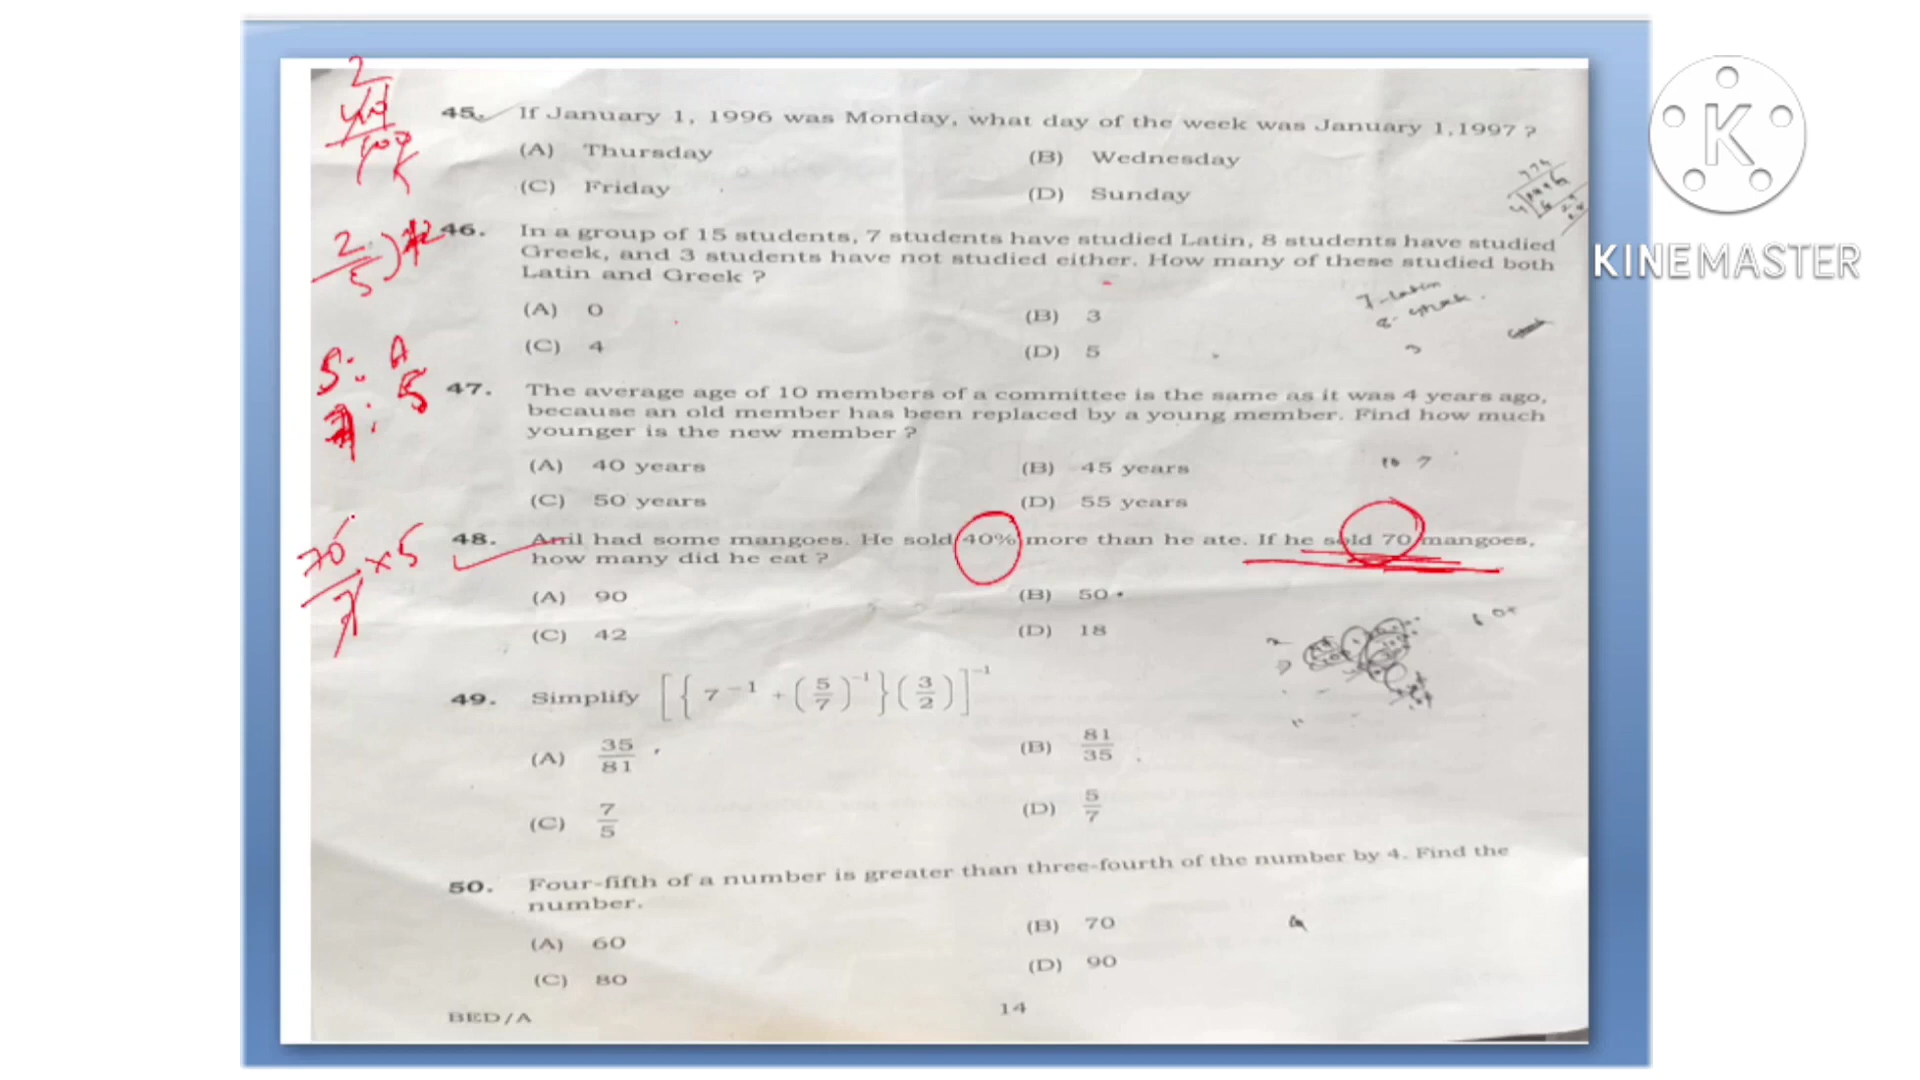 45. If January 1, 1996 was Monday, what day of the week was January 1,1997 ?
(A) Thursday (B) Wednesday
(C) Friday (D) Sunday
46. In a group of 15 students, 7 students have studied Latin, 8 students have studied
Greek, and 3 students have not studied either. How many of these studied both
Latin and Greek ?
(A) 0 (B) 3
(C) 4 (D) 5
47. The average age of 10 members of a committee is the same as it was 4 years ago,
because an old member has been replaced by a young member. Find how much
younger is the new member ?
(A) 40 years (B) 45 years
(C) 50 years (D) 55 years
48. Anil had some mangoes. He sold 40% more than he ate. If he sold 70 mangoes,
how many did he eat ?
(A) 90 (B) 50
(C) 42 (D) 18
49. Simplify [{7⁻¹ + (5/7)⁻¹}(3/2)]⁻¹
(A) 35/81 (B) 81/35
(C) 7/5 (D) 5/7
50. Four-fifth of a number is greater than three-fourth of the number by 4. Find the
number.
(A) 60 (B) 70
(C) 80 (D) 90
BED/A 14
2/5
70/7 × 5
K
KINEMASTER